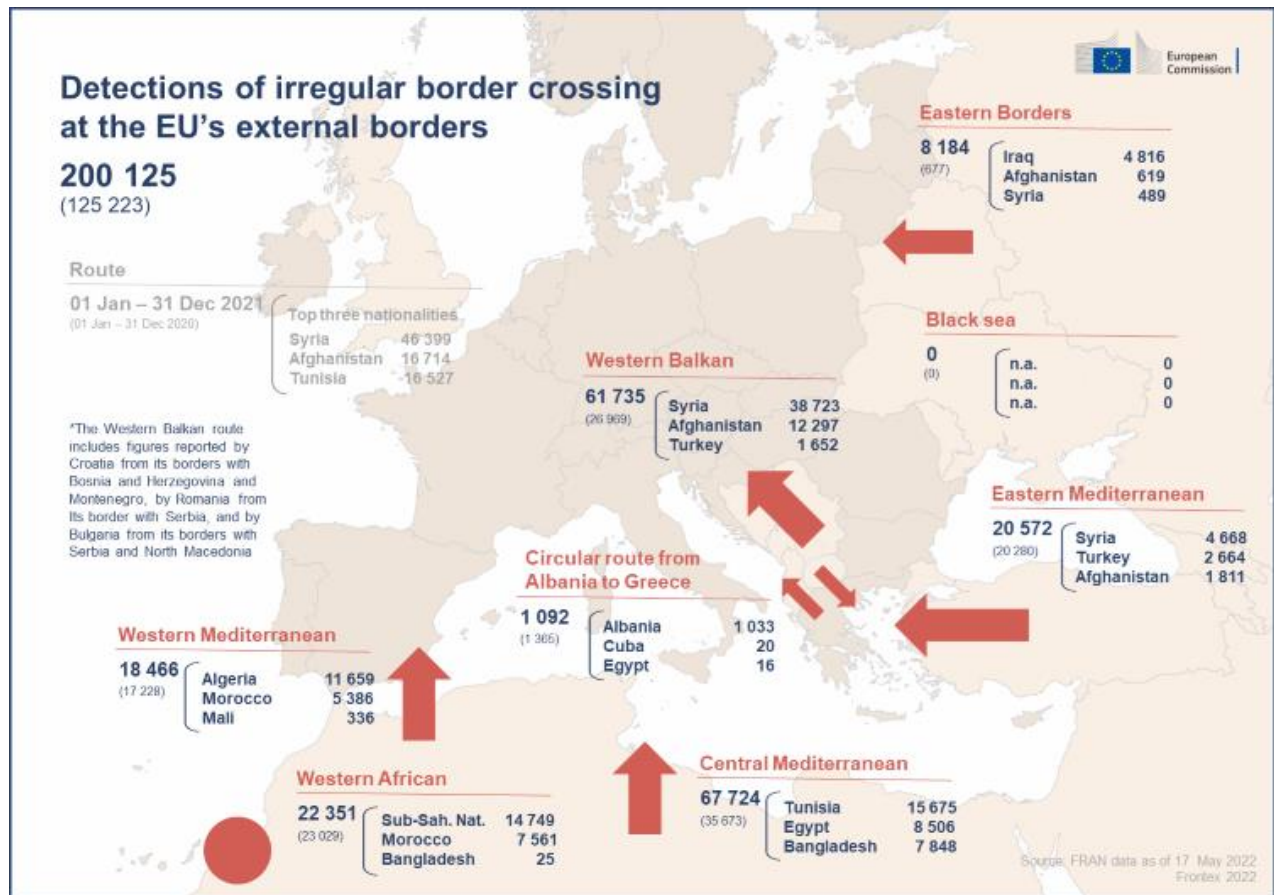 Detections of irregular border crossing
at the EU's external borders
200 125
(125 223)
European
Commission
Route
01 Jan – 31 Dec 2021
(01 Jan – 31 Dec 2020)
Top three nationalities
Syria 46 399
Afghanistan 16 714
Tunisia 16 527
*The Western Balkan route
includes figures reported by
Croatia from its borders with
Bosnia and Herzegovina and
Montenegro, by Romania from
Its border with Serbia, and by
Bulgaria from its borders with
Serbia and North Macedonia
Eastern Borders
8 184
(677)
Iraq 4 816
Afghanistan 619
Syria 489
Black sea
0
(0)
n.a. 0
n.a. 0
n.a. 0
Western Balkan
61 735
(26 969)
Syria 38 723
Afghanistan 12 297
Turkey 1 652
Eastern Mediterranean
20 572
(20 280)
Syria 4 668
Turkey 2 664
Afghanistan 1 811
Circular route from
Albania to Greece
1 092
(1 365)
Albania 1 033
Cuba 20
Egypt 16
Western Mediterranean
18 466
(17 228)
Algeria 11 659
Morocco 5 386
Mali 336
Western African
22 351
(23 029)
Sub-Sah. Nat. 14 749
Morocco 7 561
Bangladesh 25
Central Mediterranean
67 724
(35 673)
Tunisia 15 675
Egypt 8 506
Bangladesh 7 848
Source: FRAN data as of 17 May 2022
Frontex 2022